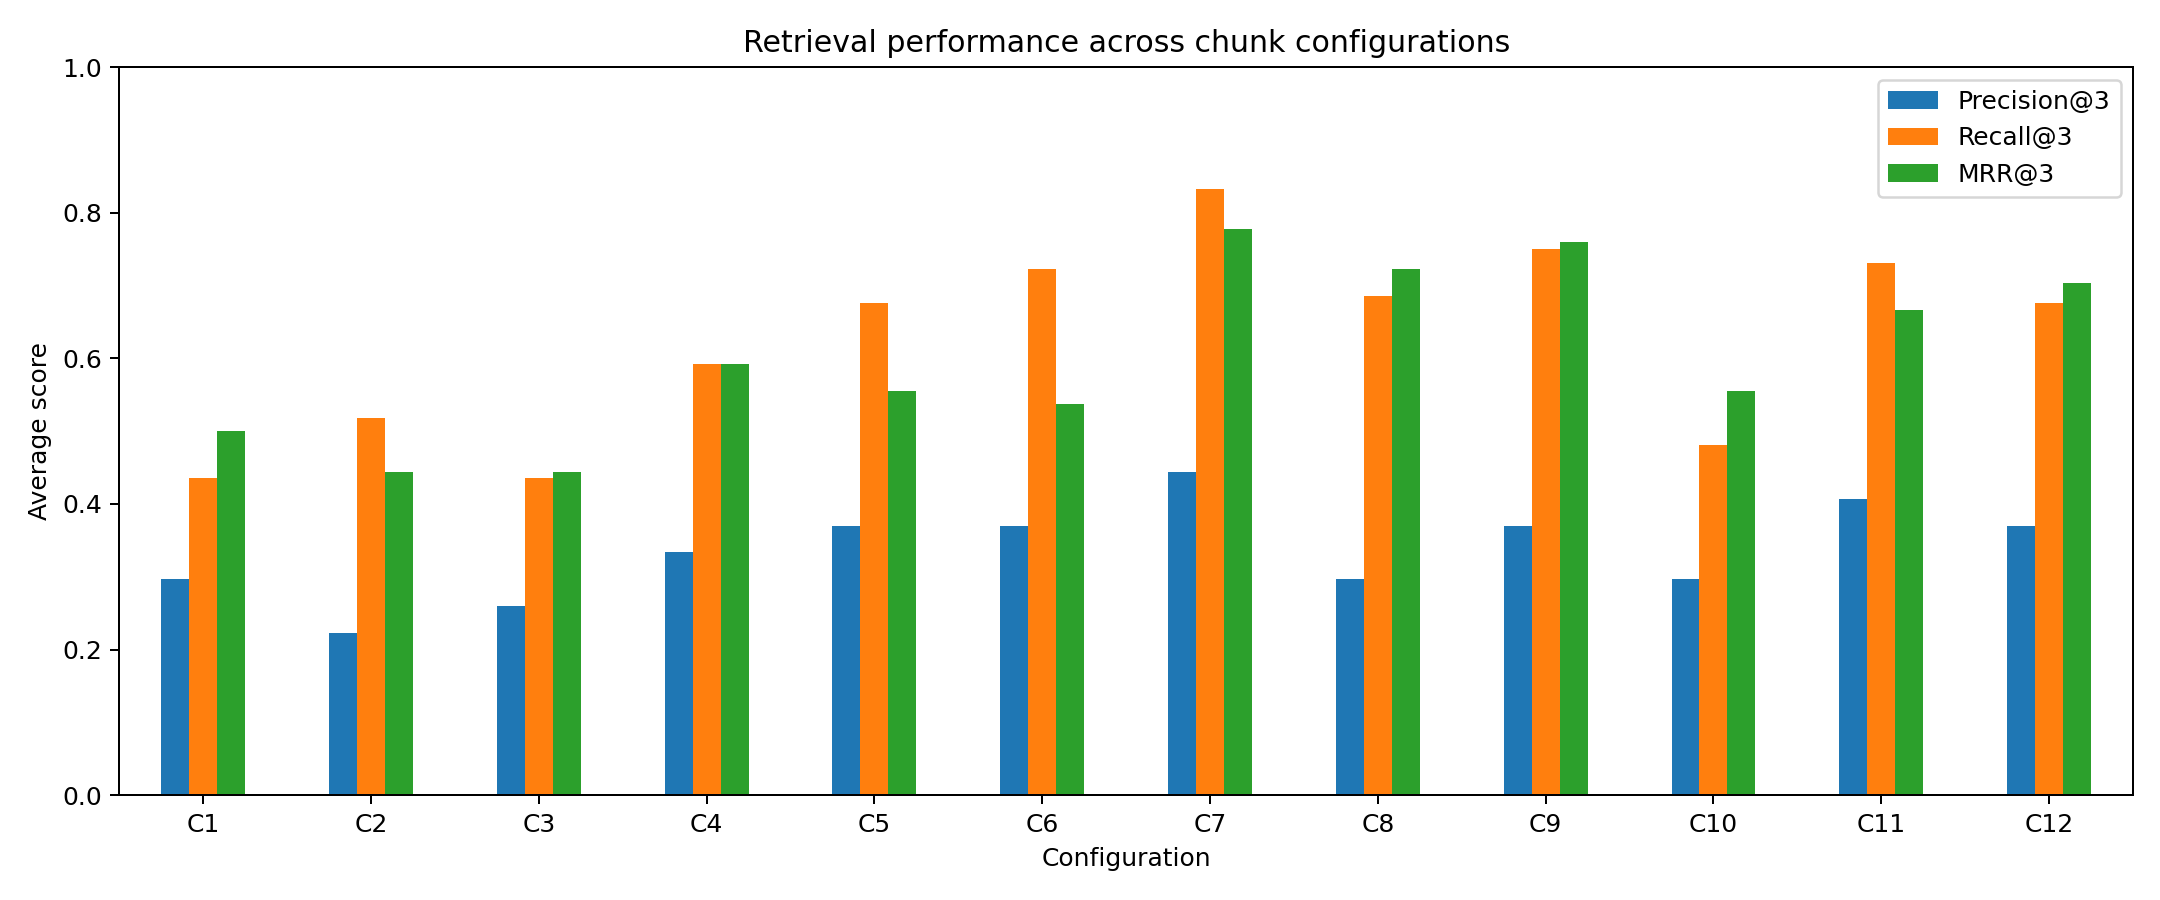 Retrieval performance across chunk configurations
1.0
0.8
0.6
0.4
0.2
0.0
Average score
Precision@3
Recall@3
MRR@3
C1 C2 C3 C4 C5 C6 C7 C8 C9 C10 C11 C12
Configuration